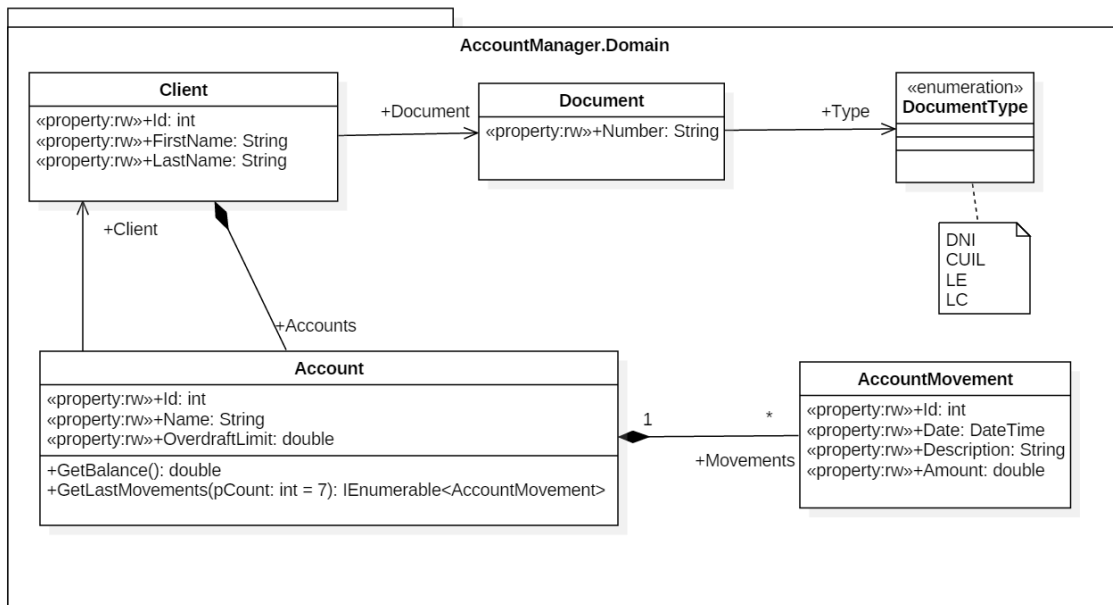 AccountManager.Domain
Client
«property:rw»+Id: int
«property:rw»+FirstName: String
«property:rw»+LastName: String
+Document
Document
«property:rw»+Number: String
+Type
«enumeration»
DocumentType
DNI
CUIL
LE
LC
+Client
+Accounts
Account
«property:rw»+Id: int
«property:rw»+Name: String
«property:rw»+OverdraftLimit: double
+GetBalance(): double
+GetLastMovements(pCount: int = 7): IEnumerable<AccountMovement>
1
*
+Movements
AccountMovement
«property:rw»+Id: int
«property:rw»+Date: DateTime
«property:rw»+Description: String
«property:rw»+Amount: double